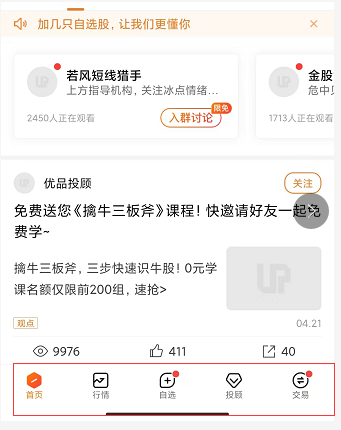 加几只自选股，让我们更懂你
若风短线猎手
上方指导机构，关注冰点情绪...
2450人正在观看
限免
入群讨论
金股
危中见
1713人正在观看
优品投顾
关注
免费送您《擒牛三板斧》课程！快邀请好友一起免
费学~
擒牛三板斧，三步快速识牛股！0元学
课名额仅限前200组，速抢>
观点
04.21
9976
411
40
首页
行情
自选
投顾
交易